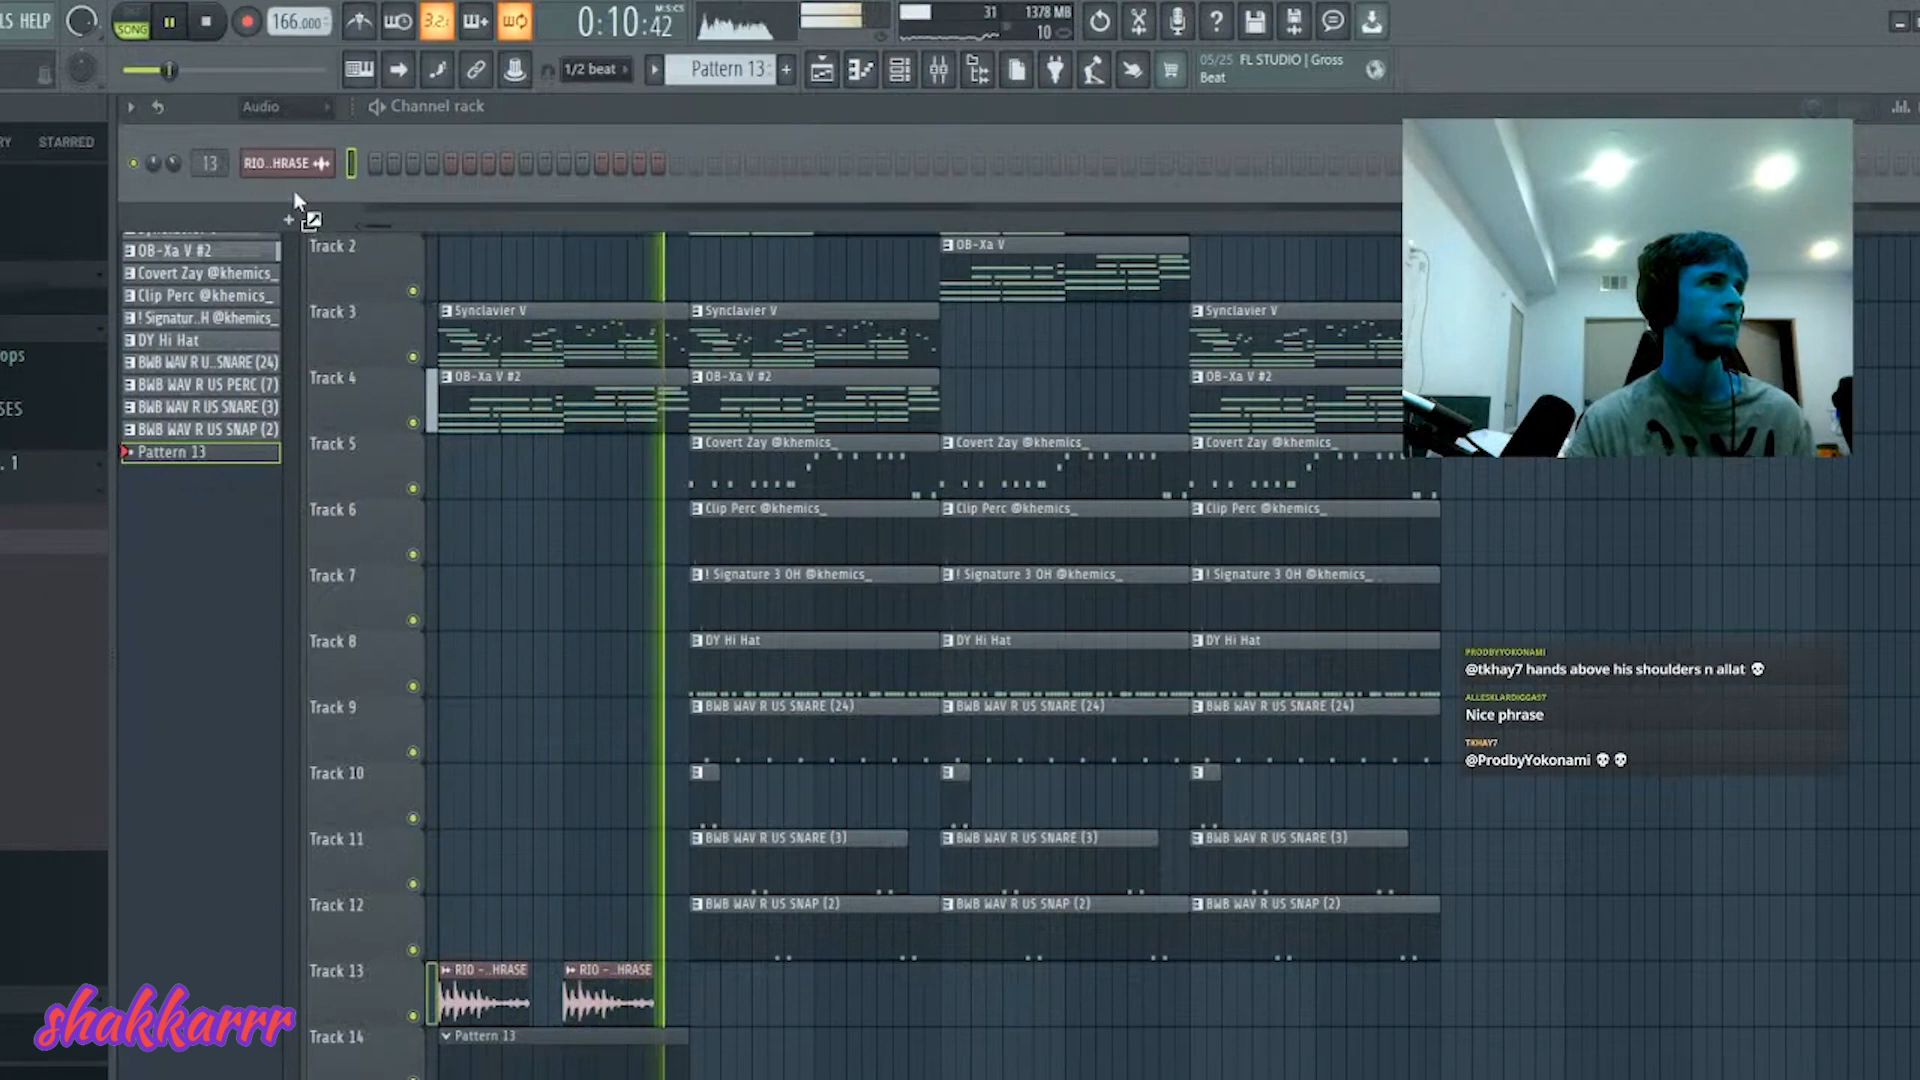 LS HELP
SONG
166.000
3.2.
0:10:42
M:S:CS
31
1378 MB
10
1/2 beat
Pattern 13
05/25 FL STUDIO | Gross
Beat
Audio
Channel rack
STARRED
13
RIO..HRASE
OB-Xa V #2
Covert Zay @khemics_
Clip Perc @khemics_
! Signatur..H @khemics_
DY Hi Hat
BWB WAV R U..SNARE (24)
BWB WAV R US PERC (7)
BWB WAV R US SNARE (3)
BWB WAV R US SNAP (2)
Pattern 13
Track 2
OB-Xa V
Track 3
Synclavier V
Synclavier V
Synclavier V
Track 4
OB-Xa V #2
OB-Xa V #2
OB-Xa V #2
Track 5
Covert Zay @khemics_
Covert Zay @khemics_
Covert Zay @khemics_
Track 6
Clip Perc @khemics_
Clip Perc @khemics_
Clip Perc @khemics_
Track 7
! Signature 3 OH @khemics_
! Signature 3 OH @khemics_
! Signature 3 OH @khemics_
Track 8
DY Hi Hat
DY Hi Hat
DY Hi Hat
Track 9
BWB WAV R US SNARE (24)
BWB WAV R US SNARE (24)
BWB WAV R US SNARE (24)
Track 10
Track 11
BWB WAV R US SNARE (3)
BWB WAV R US SNARE (3)
BWB WAV R US SNARE (3)
Track 12
BWB WAV R US SNAP (2)
BWB WAV R US SNAP (2)
BWB WAV R US SNAP (2)
Track 13
RIO -..HRASE
RIO -..HRASE
Track 14
Pattern 13
PRODBYYOKONAMI
@tkhay7 hands above his shoulders n allat 💀
ALLESKLARDIGGA97
Nice phrase
TKHAY7
@ProdbyYokonami 💀 💀
shakkarrr